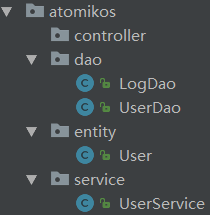 atomikos
controller
dao
LogDao
UserDao
entity
User
service
UserService